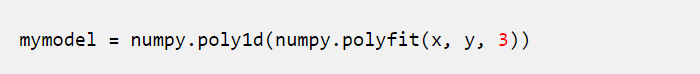 mymodel = numpy.poly1d(numpy.polyfit(x, y, 3))